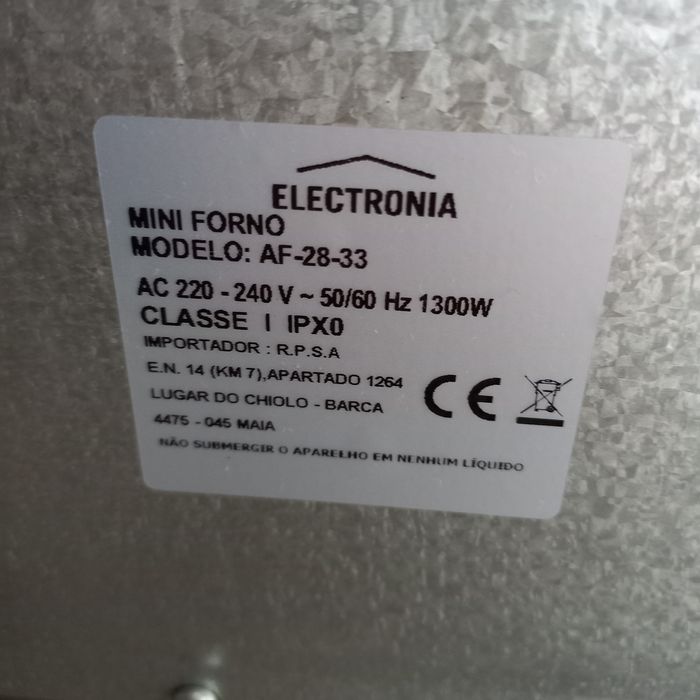 ELECTRONIA
MINI FORNO
MODELO: AF-28-33
AC 220 - 240 V ~ 50/60 Hz 1300W
CLASSE I IPX0
IMPORTADOR : R.P.S.A
E.N. 14 (KM 7),APARTADO 1264
LUGAR DO CHIOLO - BARCA
4475 - 045 MAIA
CE
NÃO SUBMERGIR O APARELHO EM NENHUM LÍQUIDO